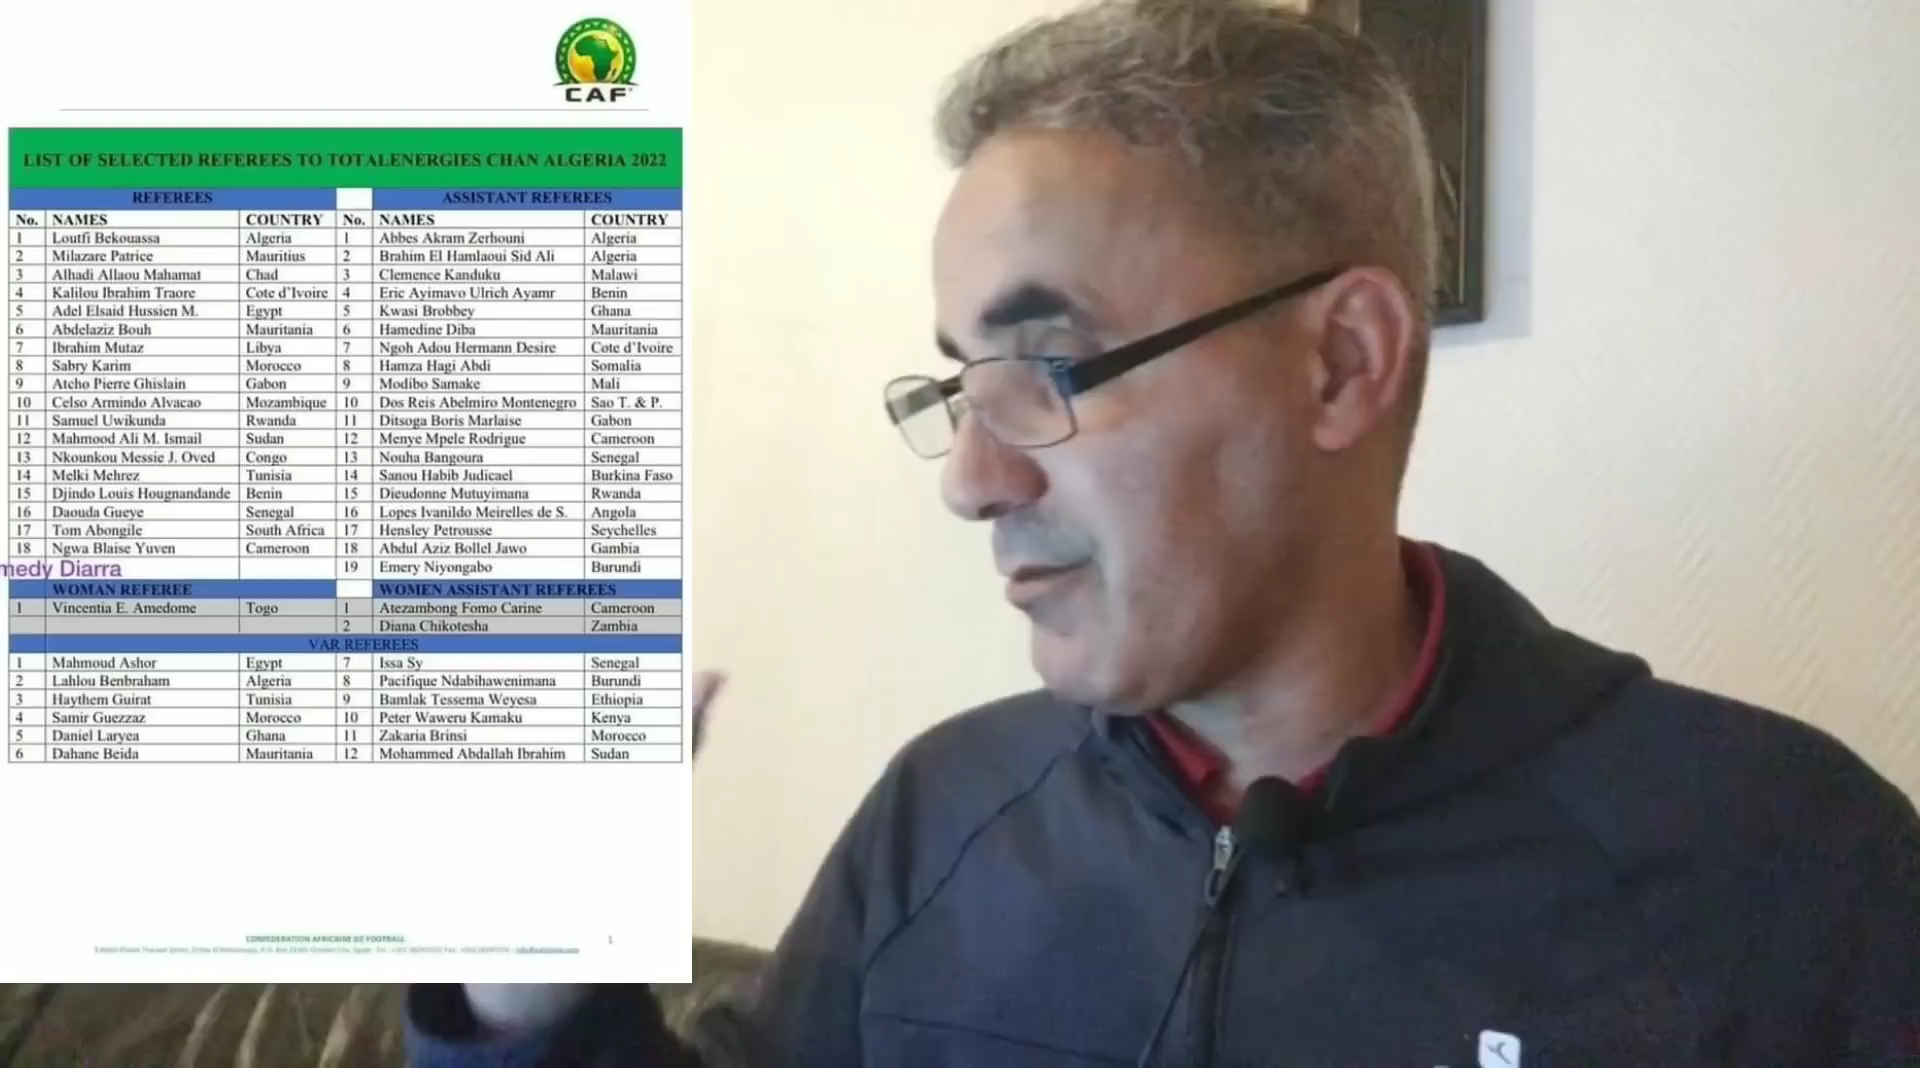 CAF
LIST OF SELECTED REFEREES TO TOTALENERGIES CHAN ALGERIA 2022
REFEREES ASSISTANT REFEREES
No. NAMES COUNTRY No. NAMES COUNTRY
1 Loutfi Bekouassa Algeria 1 Abbes Akram Zerhouni Algeria
2 Milazare Patrice Mauritius 2 Brahim El Hamlaoui Sid Ali Algeria
3 Alhadi Allaou Mahamat Chad 3 Clemence Kanduku Malawi
4 Kalilou Ibrahim Traore Cote d'Ivoire 4 Eric Ayimavo Ulrich Ayamr Benin
5 Adel Elsaid Hussien M. Egypt 5 Kwasi Brobbey Ghana
6 Abdelaziz Bouh Mauritania 6 Hamedine Diba Mauritania
7 Ibrahim Mutaz Libya 7 Ngoh Adou Hermann Desire Cote d'Ivoire
8 Sabry Karim Morocco 8 Hamza Hagi Abdi Somalia
9 Atcho Pierre Ghislain Gabon 9 Modibo Samake Mali
10 Celso Armindo Alvacao Mozambique 10 Dos Reis Abelmiro Montenegro Sao T. & P.
11 Samuel Uwikunda Rwanda 11 Ditsoga Boris Marlaise Gabon
12 Mahmood Ali M. Ismail Sudan 12 Menye Mpele Rodrigue Cameroon
13 Nkounkou Messie J. Oved Congo 13 Nouha Bangoura Senegal
14 Melki Mehrez Tunisia 14 Sanou Habib Judicael Burkina Faso
15 Djindo Louis Hougnandande Benin 15 Dieudonne Mutuyimana Rwanda
16 Daouda Gueye Senegal 16 Lopes Ivanildo Meirelles de S. Angola
17 Tom Abongile South Africa 17 Hensley Petrousse Seychelles
18 Ngwa Blaise Yuven Cameroon 18 Abdul Aziz Bollel Jawo Gambia
medy Diarra 19 Emery Niyongabo Burundi
WOMAN REFEREE WOMEN ASSISTANT REFEREES
1 Vincentia E. Amedome Togo 1 Atezambong Fomo Carine Cameroon
2 Diana Chikotesha Zambia
VAR REFEREES
1 Mahmoud Ashor Egypt 7 Issa Sy Senegal
2 Lahlou Benbraham Algeria 8 Pacifique Ndabihawenimana Burundi
3 Haythem Guirat Tunisia 9 Bamlak Tessema Weyesa Ethiopia
4 Samir Guezzaz Morocco 10 Peter Waweru Kamaku Kenya
5 Daniel Laryea Ghana 11 Zakaria Brinsi Morocco
6 Dahane Beida Mauritania 12 Mohammed Abdallah Ibrahim Sudan
CONFEDERATION AFRICAINE DE FOOTBALL 1